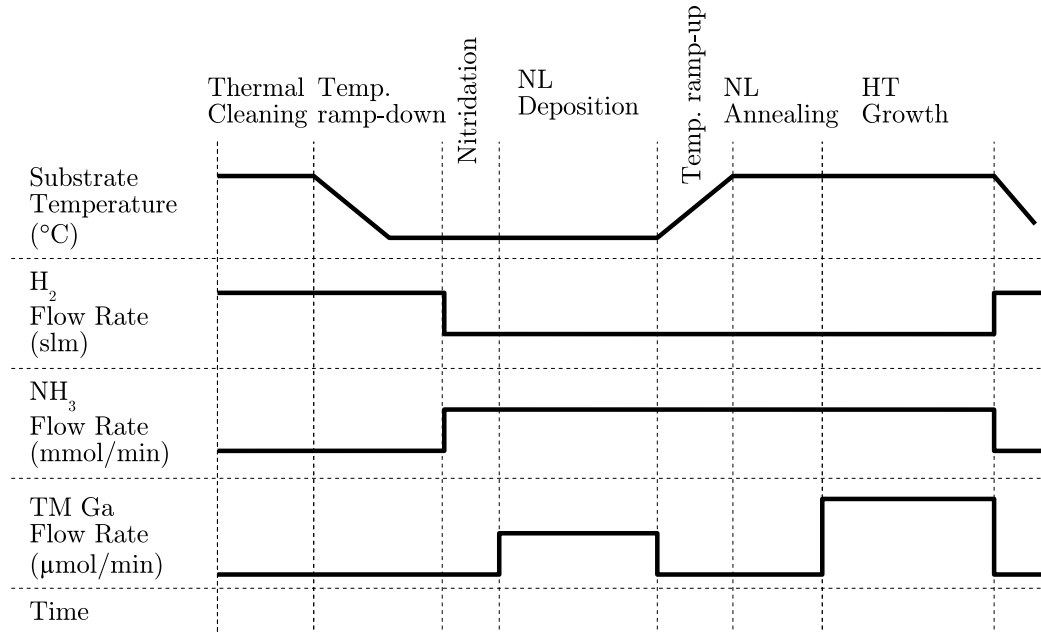 Thermal
Cleaning
Temp.
ramp-down
Nitridation
NL
Deposition
Temp. ramp-up
NL
Annealing
HT
Growth
Substrate
Temperature
(°C)
H₂
Flow Rate
(slm)
NH₃
Flow Rate
(mmol/min)
TM Ga
Flow Rate
(µmol/min)
Time